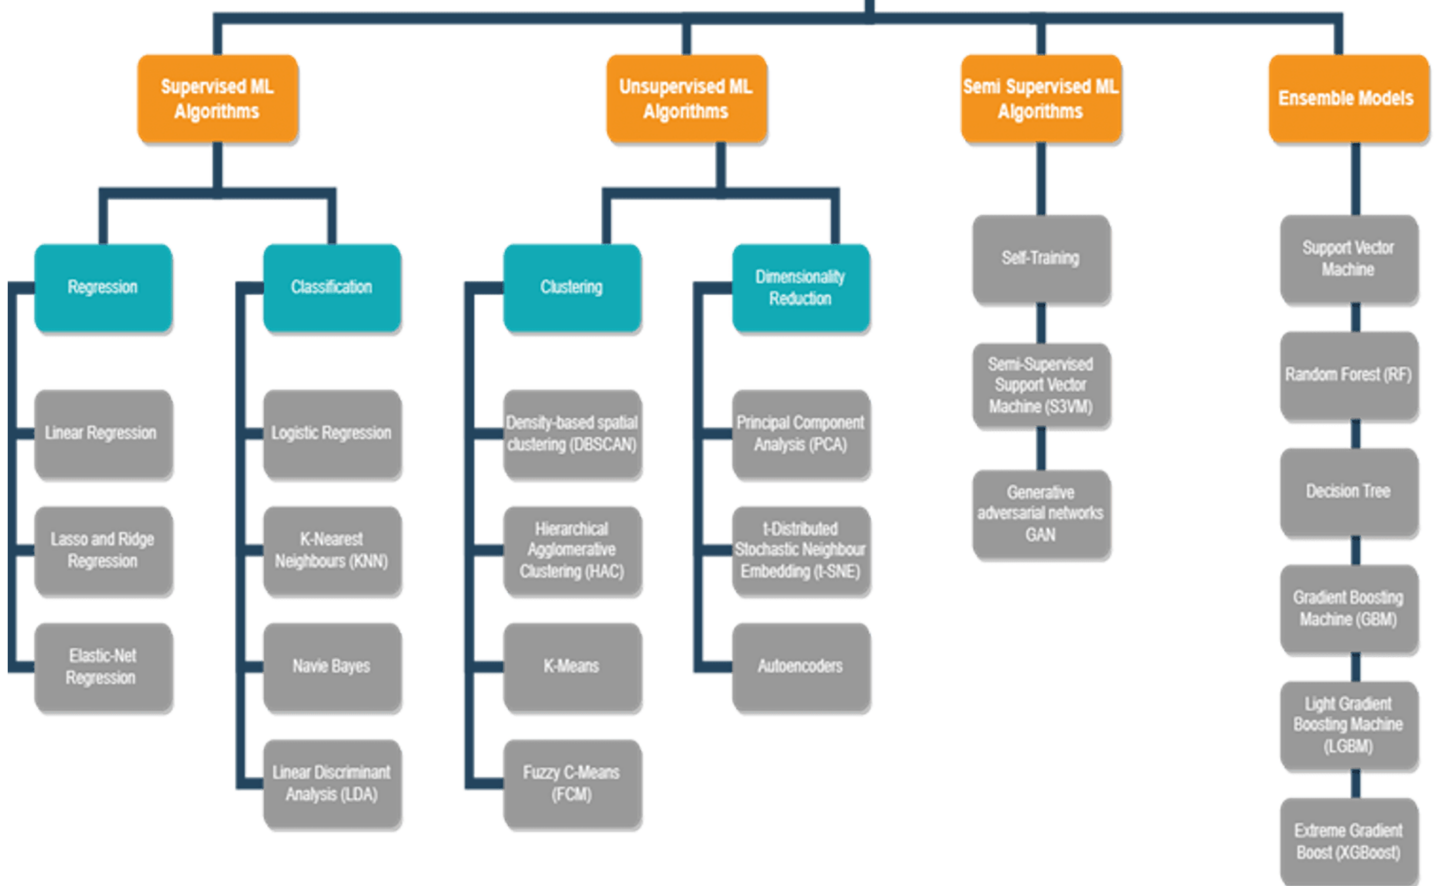 Supervised ML
Algorithms
Unsupervised ML
Algorithms
Semi Supervised ML
Algorithms
Ensemble Models
Regression
Linear Regression
Lasso and Ridge
Regression
Elastic-Net
Regression
Classification
Logistic Regression
K-Nearest
Neighbours (KNN)
Navie Bayes
Linear Discriminant
Analysis (LDA)
Clustering
Density-based spatial
clustering (DBSCAN)
Hierarchical
Agglomerative
Clustering (HAC)
K-Means
Fuzzy C-Means
(FCM)
Dimensionality
Reduction
Principal Component
Analysis (PCA)
t-Distributed
Stochastic Neighbour
Embedding (t-SNE)
Autoencoders
Self-Training
Semi-Supervised
Support Vector
Machine (S3VM)
Generative
adversarial networks
GAN
Support Vector
Machine
Random Forest (RF)
Decision Tree
Gradient Boosting
Machine (GBM)
Light Gradient
Boosting Machine
(LGBM)
Extreme Gradient
Boost (XGBoost)